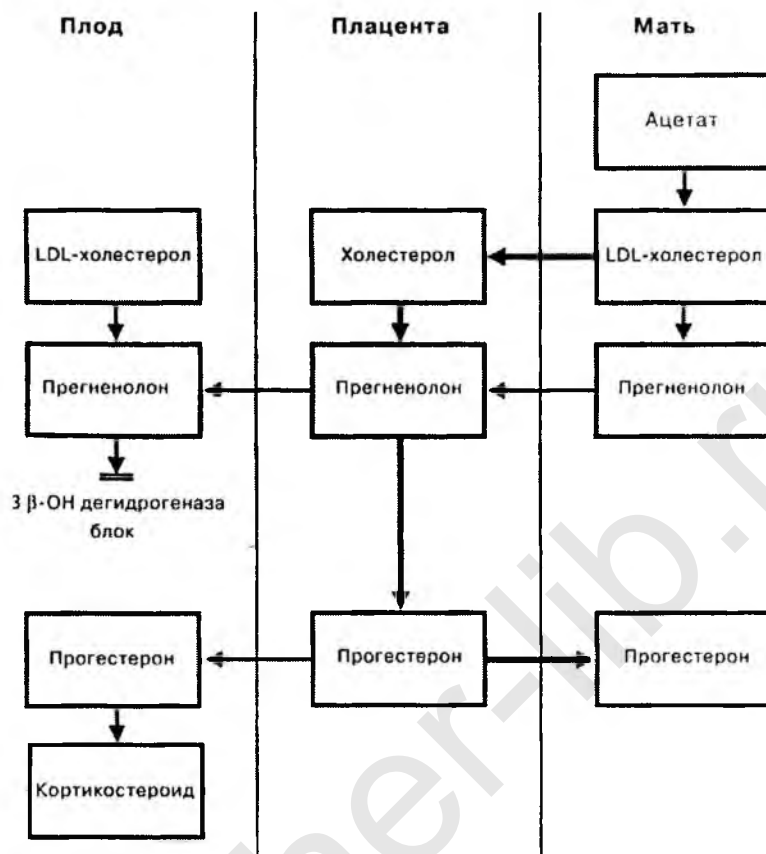 Плод Плацента Мать
Ацетат
LDL-холестерол Холестерол LDL-холестерол
Прегненолон Прегненолон Прегненолон
3 β-ОН дегидрогеназа
блок
Прогестерон Прогестерон Прогестерон
Кортикостероид